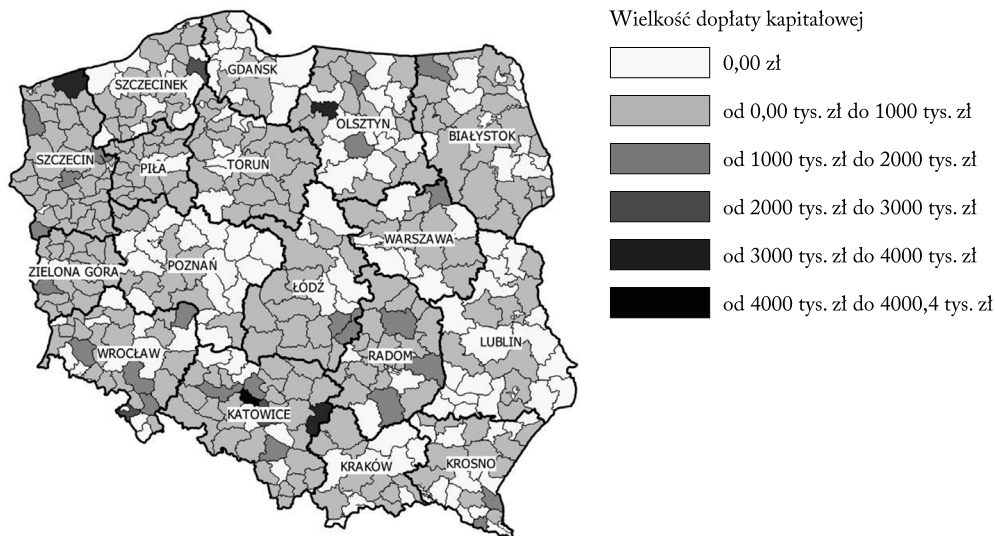 Wielkość dopłaty kapitałowej
0,00 zł
od 0,00 tys. zł do 1000 tys. zł
od 1000 tys. zł do 2000 tys. zł
od 2000 tys. zł do 3000 tys. zł
od 3000 tys. zł do 4000 tys. zł
od 4000 tys. zł do 4000,4 tys. zł
GDAŃSK
SZCZECINEK
OLSZTYN
BIAŁYSTOK
SZCZECIN
PIŁA
TORUŃ
WARSZAWA
ZIELONA GÓRA
POZNAŃ
ŁÓDŹ
LUBLIN
WROCŁAW
RADOM
KATOWICE
KRAKÓW
KROSNO